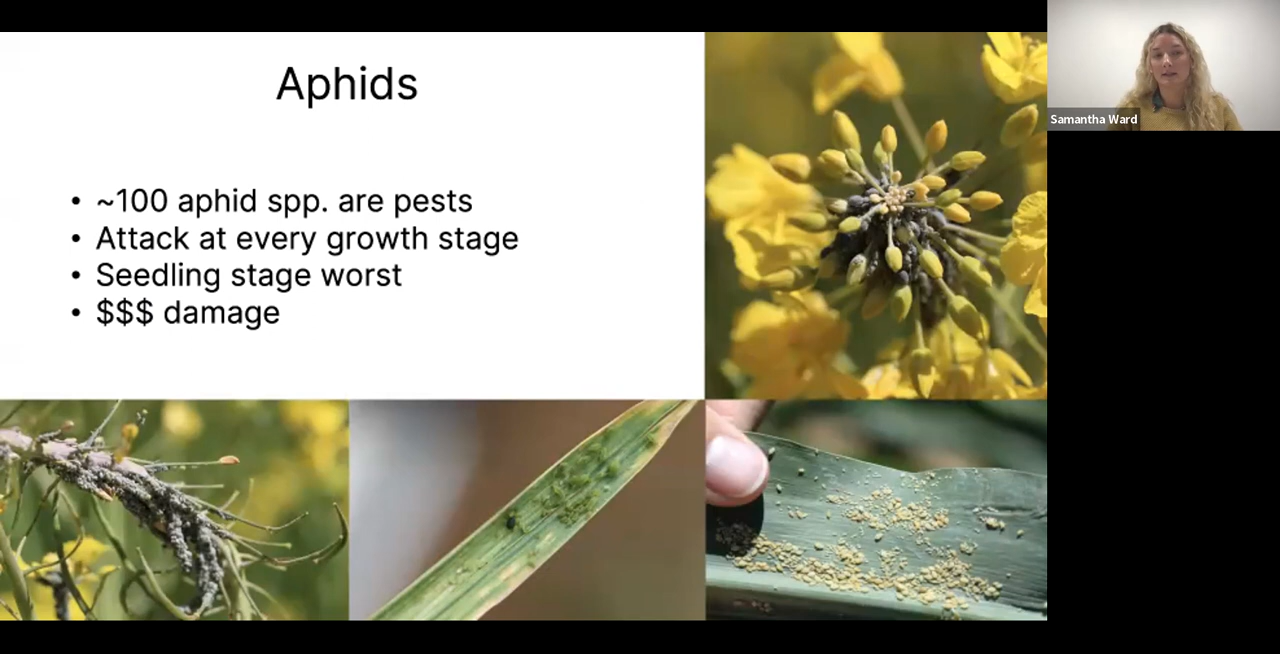 Aphids
• ~100 aphid spp. are pests
• Attack at every growth stage
• Seedling stage worst
• $$$ damage
Samantha Ward